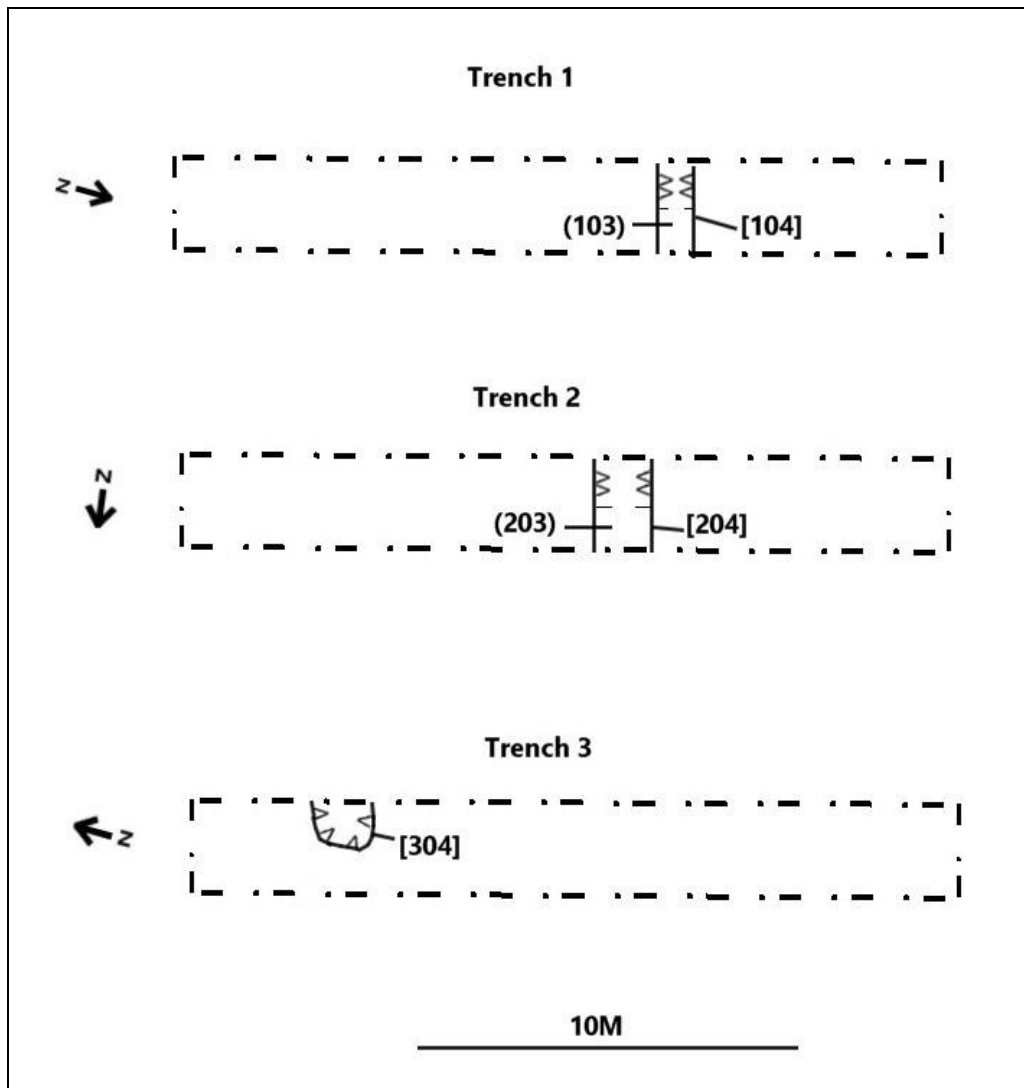 Trench 1
N
(103)
[104]
Trench 2
N
(203)
[204]
Trench 3
N
[304]
10M